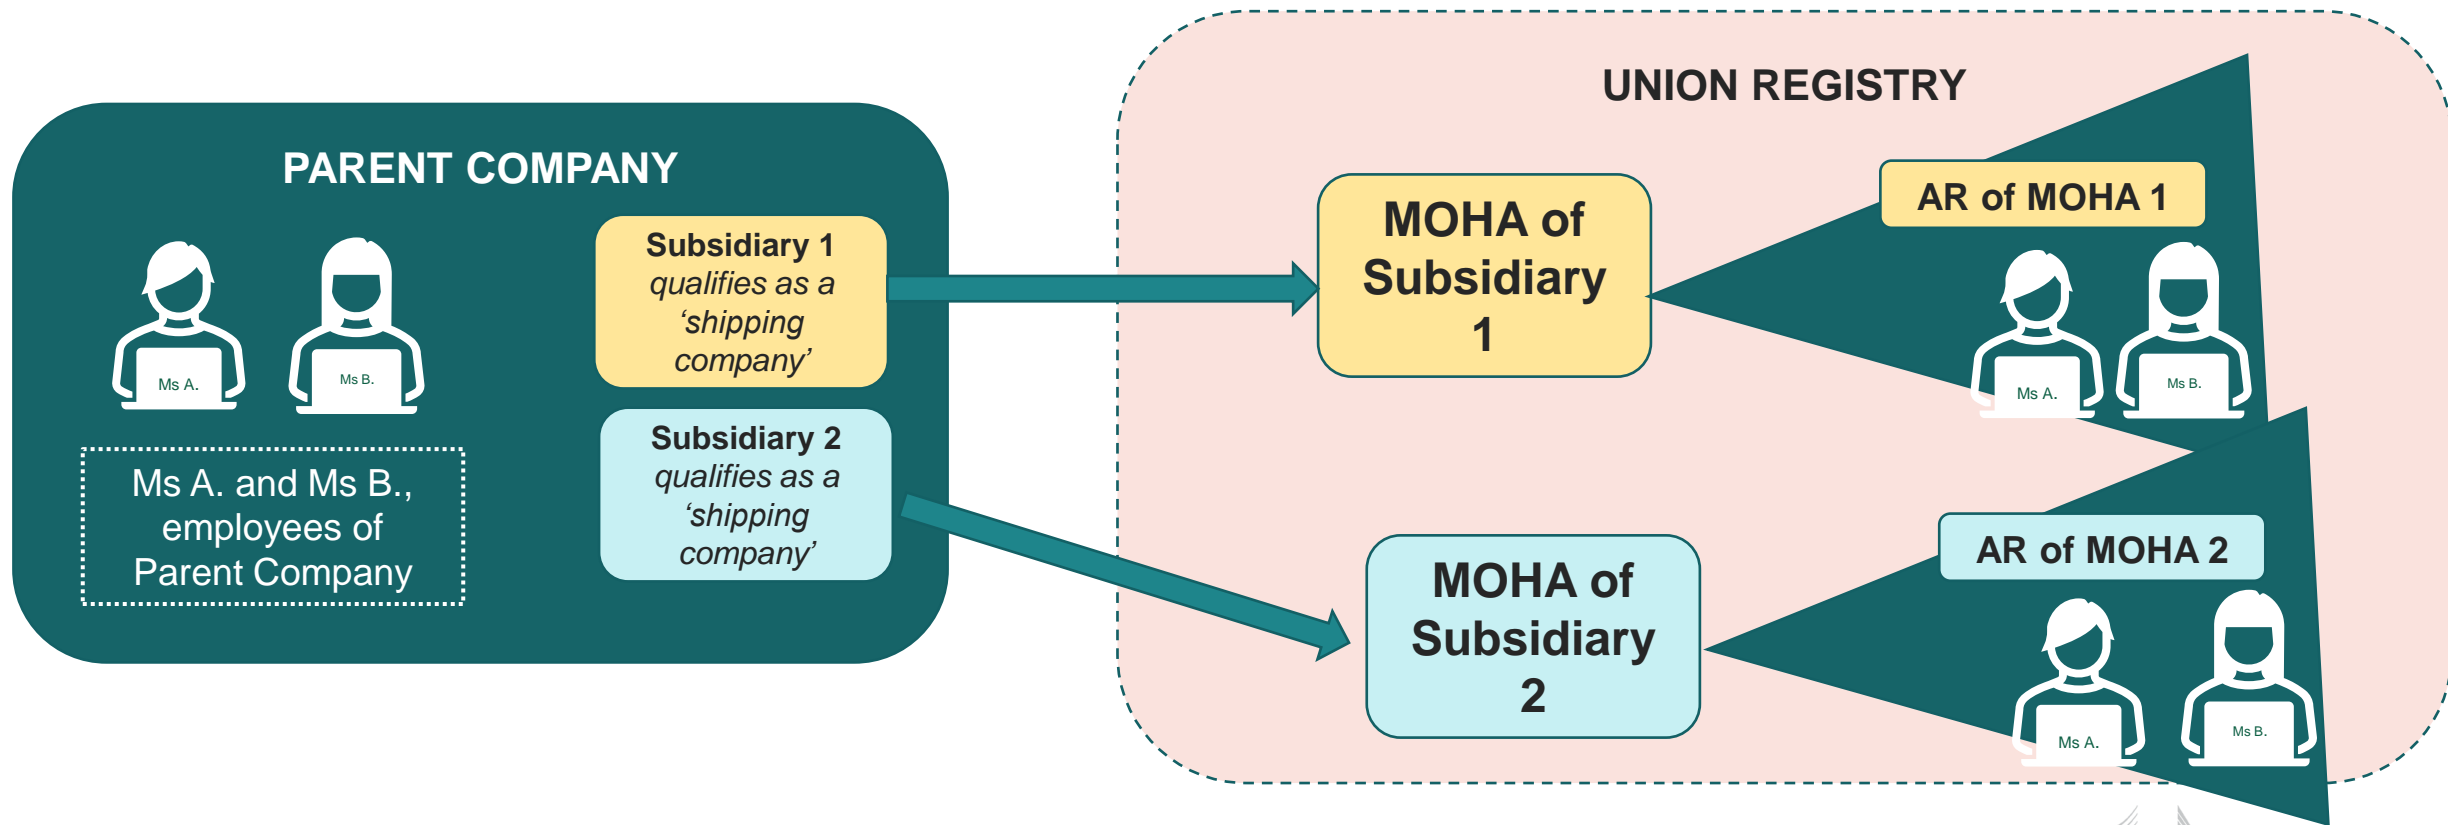 PARENT COMPANY
Ms A.
Ms B.
Ms A. and Ms B.,
employees of
Parent Company
Subsidiary 1
qualifies as a
‘shipping
company’
Subsidiary 2
qualifies as a
‘shipping
company’
UNION REGISTRY
MOHA of
Subsidiary
1
AR of MOHA 1
Ms A.
Ms B.
MOHA of
Subsidiary
2
AR of MOHA 2
Ms A.
Ms B.